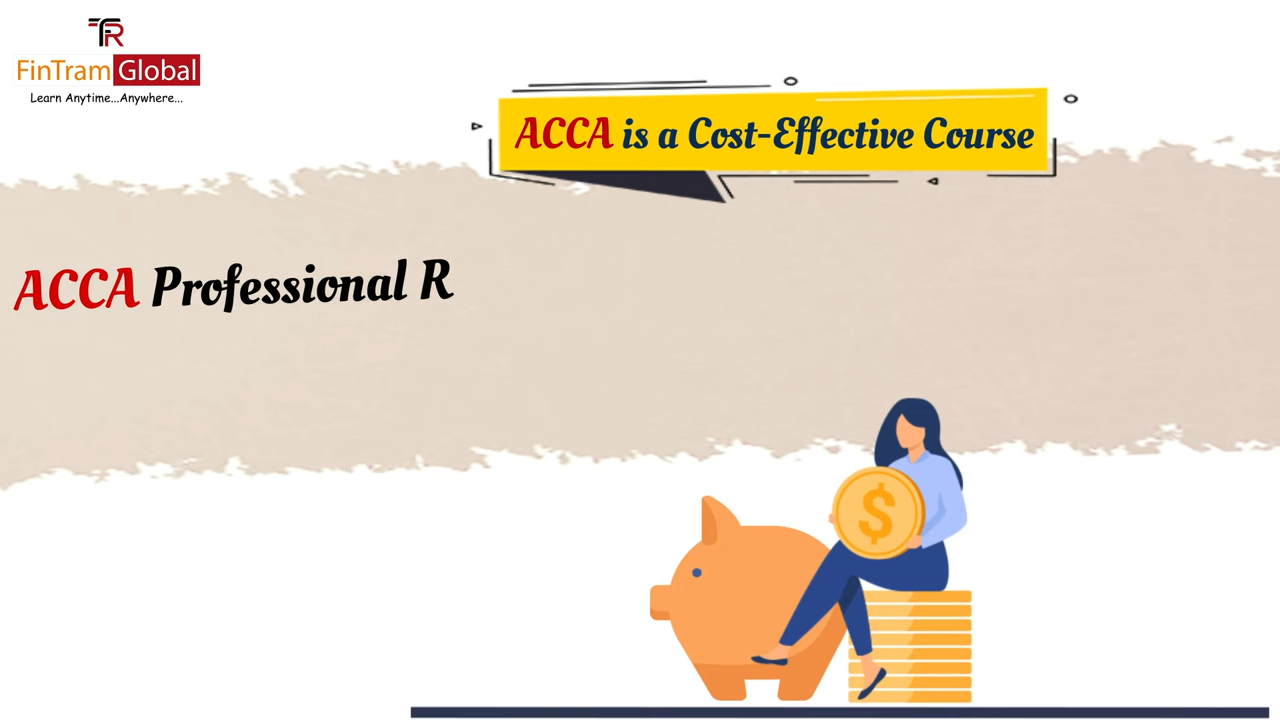 FinTram Global
Learn Anytime...Anywhere...
ACCA is a Cost-Effective Course
ACCA Professional R
$